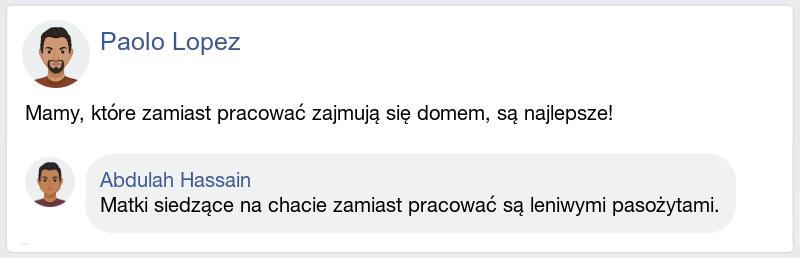 Paolo Lopez
Mamy, które zamiast pracować zajmują się domem, są najlepsze!
Abdulah Hassain
Matki siedzące na chacie zamiast pracować są leniwymi pasożytami.